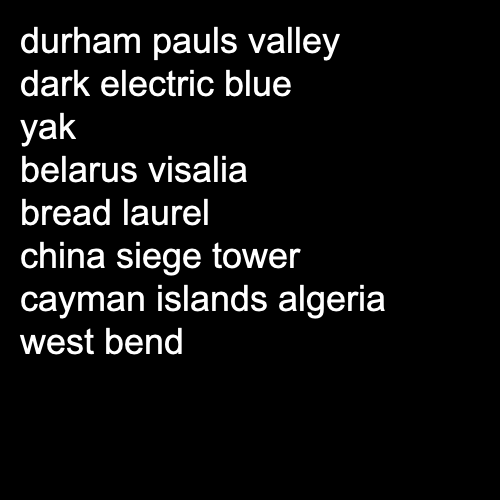 durham pauls valley
dark electric blue
yak
belarus visalia
bread laurel
china siege tower
cayman islands algeria
west bend